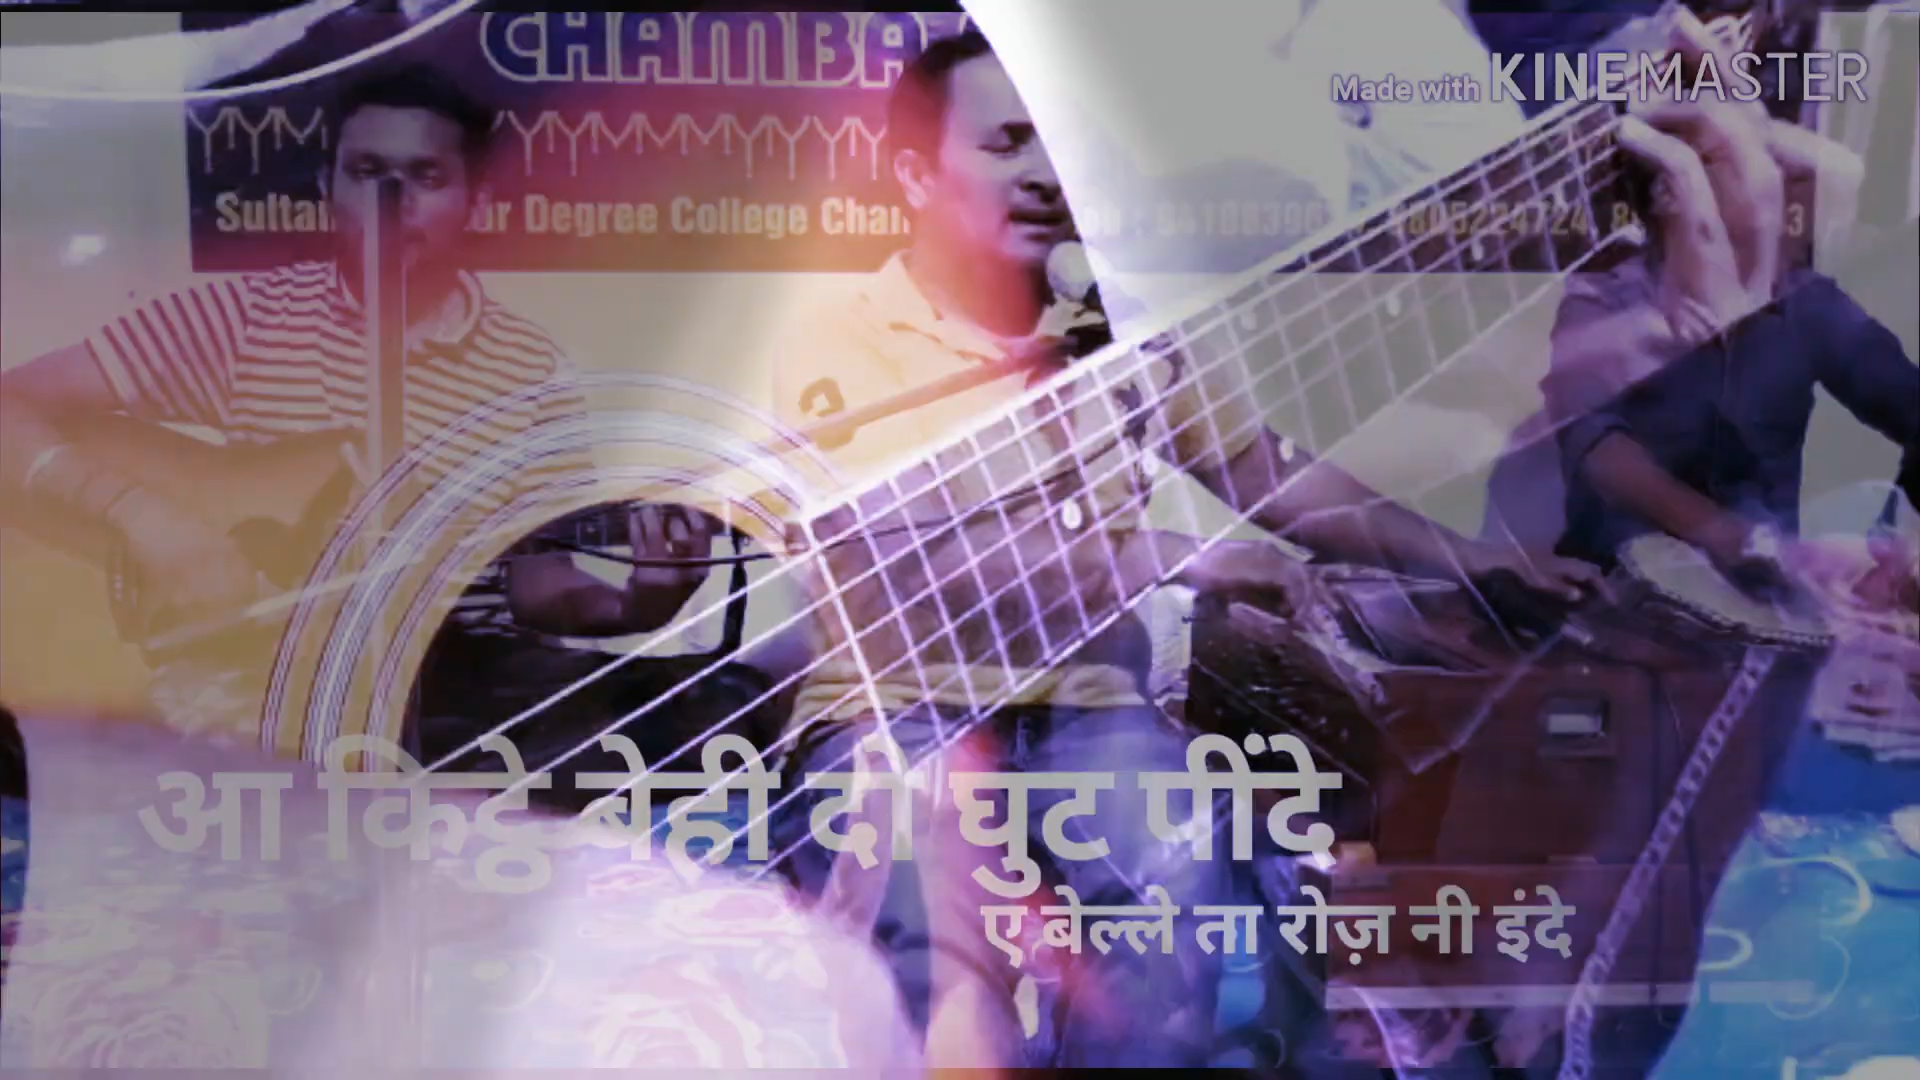 CHAMBA
Made with KINEMASTER
Degree College
आ किट्ठे बेही दो घुट पींदे
ए बेल्ले ता रोज़ नी इंदे